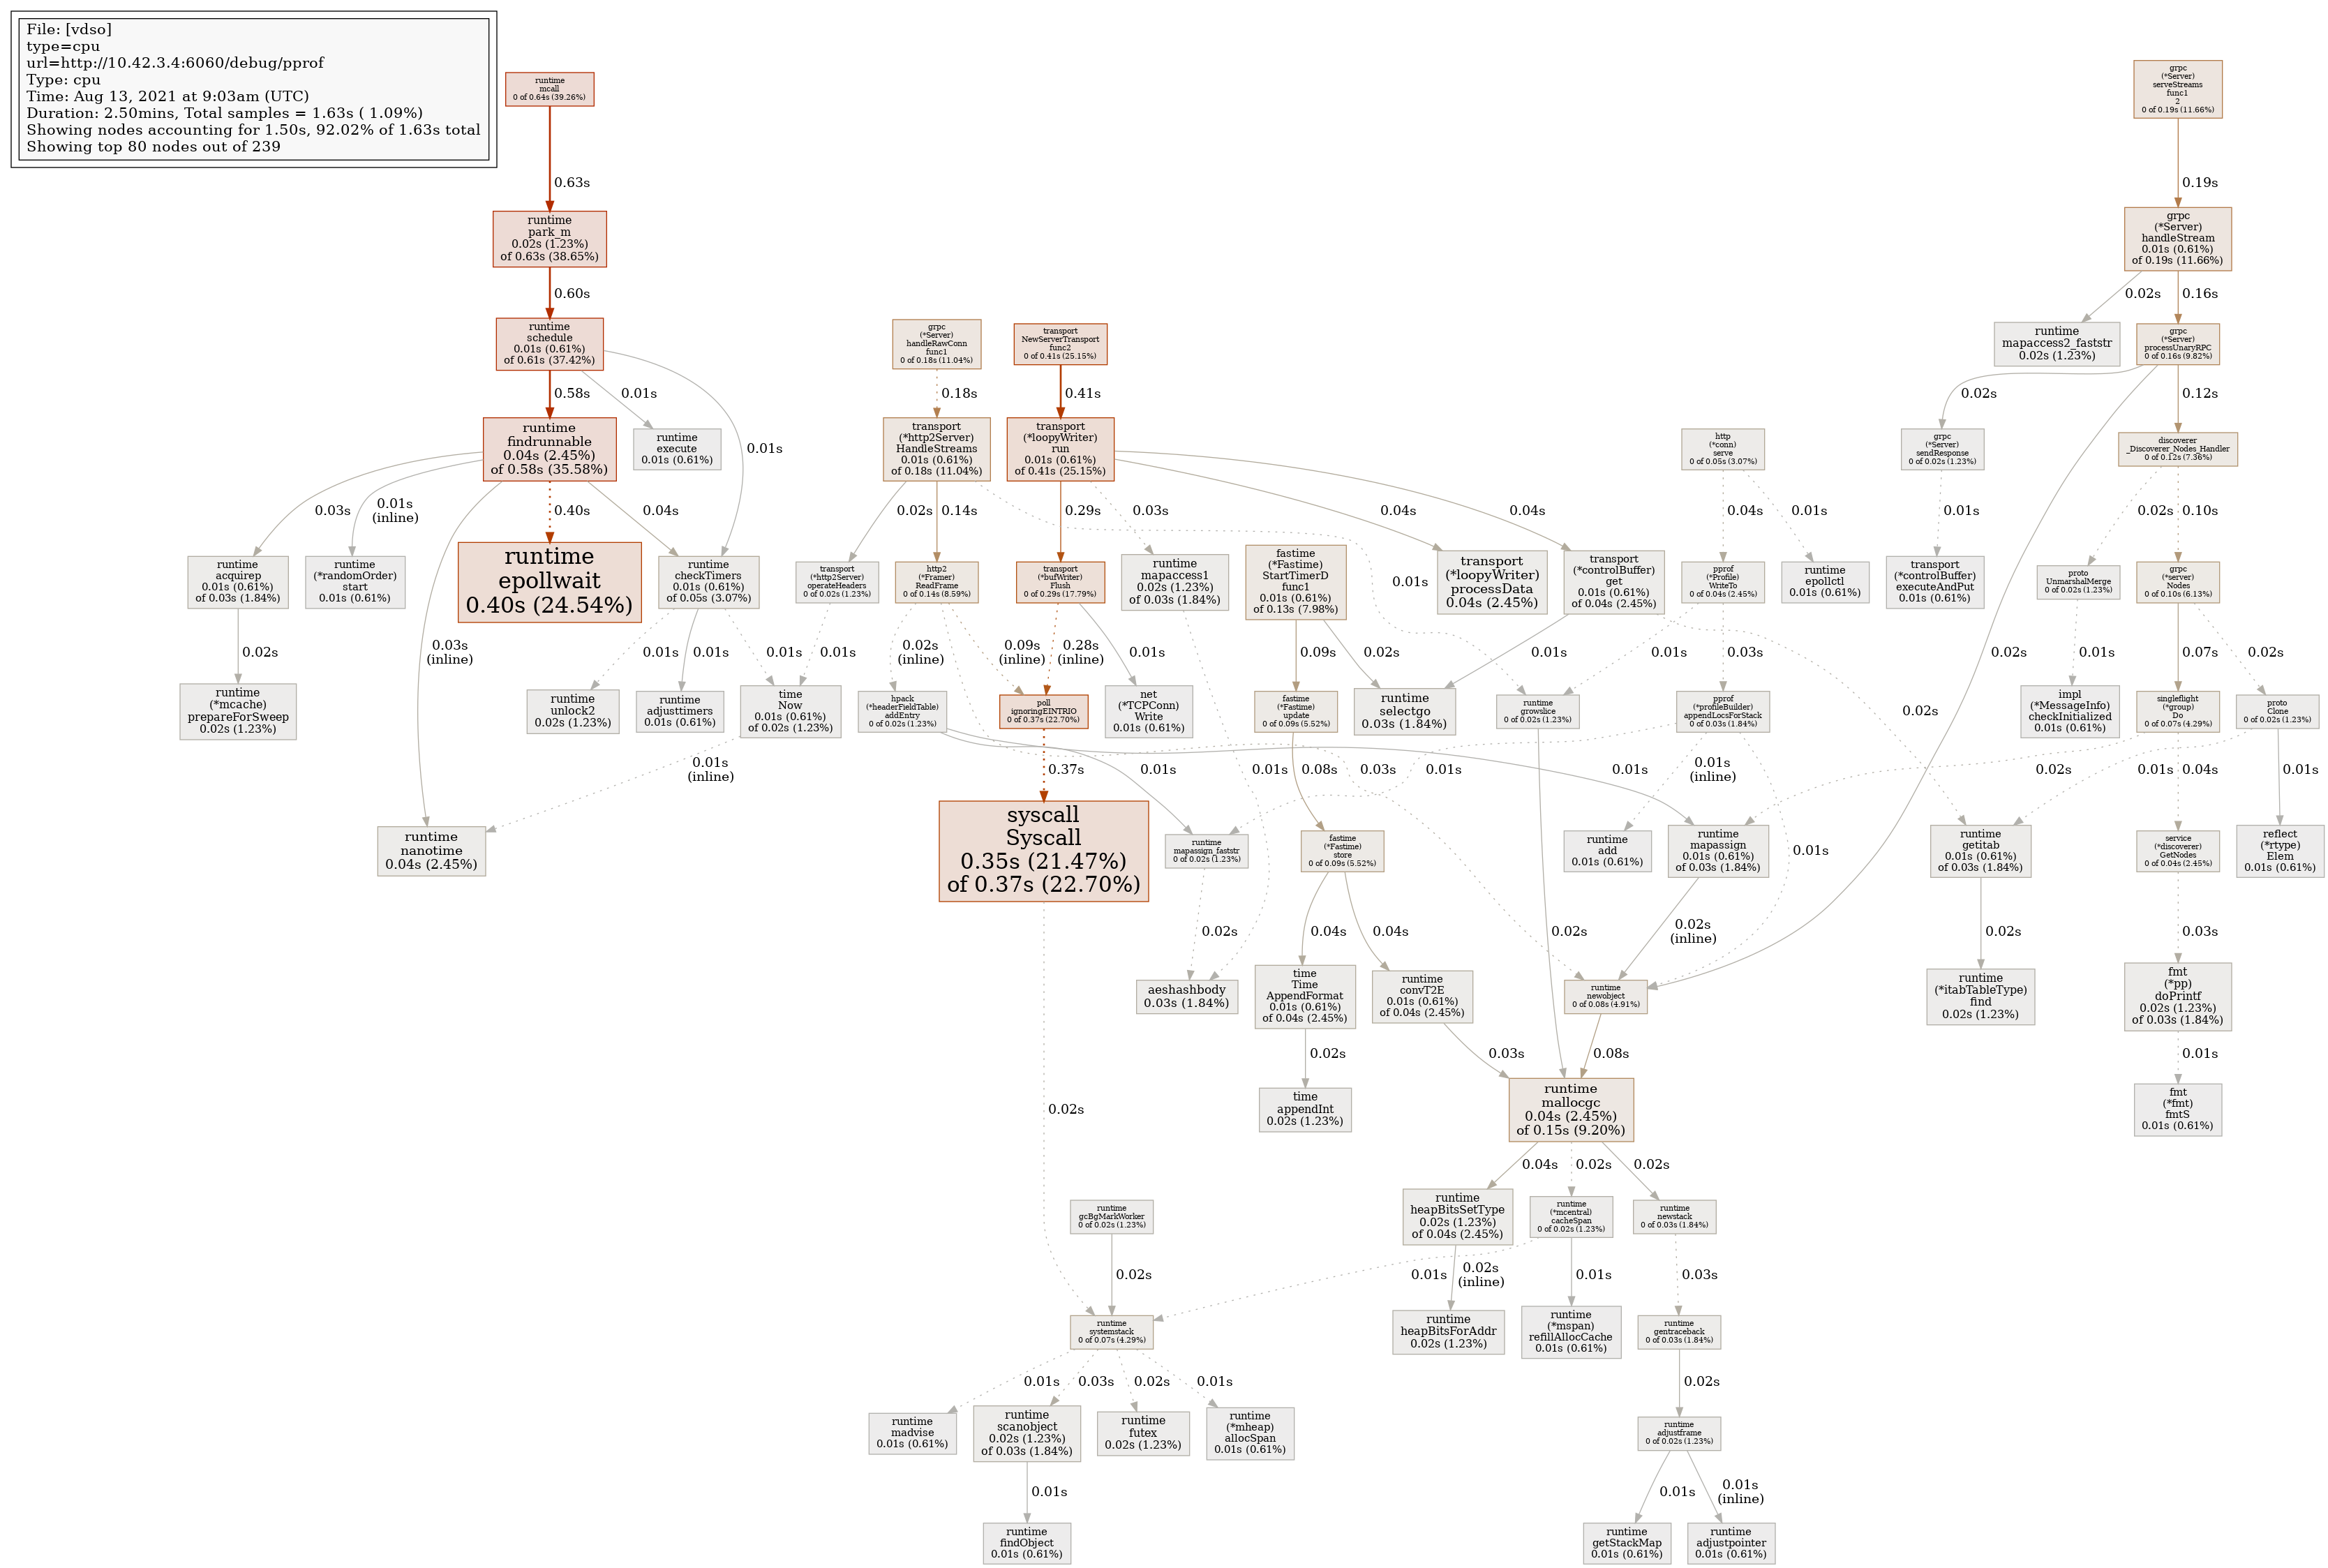 File: [vdso]
type=cpu
url=http://10.42.3.4:6060/debug/pprof
Type: cpu
Time: Aug 13, 2021 at 9:03am (UTC)
Duration: 2.50mins, Total samples = 1.63s ( 1.09%)
Showing nodes accounting for 1.50s, 92.02% of 1.63s total
Showing top 80 nodes out of 239
runtime
mcall
0 of 0.64s (39.26%)
grpc
(*Server)
serveStreams
func1
2
0 of 0.19s (11.66%)
0.63s
0.19s
runtime
park_m
0.02s (1.23%)
of 0.63s (38.65%)
grpc
(*Server)
handleStream
0.01s (0.61%)
of 0.19s (11.66%)
0.60s
0.02s
0.16s
runtime
schedule
0.01s (0.61%)
of 0.61s (37.42%)
grpc
(*Server)
handleRawConn
func1
0 of 0.18s (11.04%)
transport
NewServerTransport
func2
0 of 0.41s (25.15%)
runtime
mapaccess2_faststr
0.02s (1.23%)
grpc
(*Server)
processUnaryRPC
0 of 0.16s (9.82%)
0.58s
0.01s
0.01s
0.18s
0.41s
0.02s
0.12s
0.02s
runtime
findrunnable
0.04s (2.45%)
of 0.58s (35.58%)
runtime
execute
0.01s (0.61%)
transport
(*http2Server)
HandleStreams
0.01s (0.61%)
of 0.18s (11.04%)
transport
(*loopyWriter)
run
0.01s (0.61%)
of 0.41s (25.15%)
http
(*conn)
serve
0 of 0.05s (3.07%)
grpc
(*Server)
sendResponse
0 of 0.02s (1.23%)
discoverer
_Discoverer_Nodes_Handler
0 of 0.12s (7.36%)
0.03s
0.01s
(inline)
0.03s
(inline)
0.40s
0.04s
0.02s
0.14s
0.01s
0.29s
0.03s
0.04s
0.04s
0.04s
0.01s
0.01s
0.02s
0.10s
runtime
acquirep
0.01s (0.61%)
of 0.03s (1.84%)
runtime
(*randomOrder)
start
0.01s (0.61%)
runtime
epollwait
0.40s (24.54%)
runtime
checkTimers
0.01s (0.61%)
of 0.05s (3.07%)
transport
(*http2Server)
operateHeaders
0 of 0.02s (1.23%)
http2
(*Framer)
ReadFrame
0 of 0.14s (8.59%)
transport
(*bufWriter)
Flush
0 of 0.29s (17.79%)
runtime
mapaccess1
0.02s (1.23%)
of 0.03s (1.84%)
fastime
(*Fastime)
StartTimerD
func1
0.01s (0.61%)
of 0.13s (7.98%)
transport
(*loopyWriter)
processData
0.04s (2.45%)
transport
(*controlBuffer)
get
0.01s (0.61%)
of 0.04s (2.45%)
pprof
(*Profile)
WriteTo
0 of 0.04s (2.45%)
runtime
epollctl
0.01s (0.61%)
transport
(*controlBuffer)
executeAndPut
0.01s (0.61%)
proto
UnmarshalMerge
0 of 0.02s (1.23%)
grpc
(*server)
Nodes
0 of 0.10s (6.13%)
0.02s
0.01s
0.01s
0.01s
0.01s
0.02s
(inline)
0.09s
(inline)
0.03s
0.28s
(inline)
0.01s
0.01s
0.09s
0.02s
0.01s
0.02s
0.01s
0.03s
0.01s
0.07s
0.02s
runtime
(*mcache)
prepareForSweep
0.02s (1.23%)
runtime
unlock2
0.02s (1.23%)
runtime
adjusttimers
0.01s (0.61%)
time
Now
0.01s (0.61%)
of 0.02s (1.23%)
hpack
(*headerFieldTable)
addEntry
0 of 0.02s (1.23%)
poll
ignoringEINTRIO
0 of 0.37s (22.70%)
net
(*TCPConn)
Write
0.01s (0.61%)
fastime
(*Fastime)
update
0 of 0.09s (5.52%)
runtime
selectgo
0.03s (1.84%)
runtime
growslice
0 of 0.02s (1.23%)
pprof
(*profileBuilder)
appendLocsForStack
0 of 0.03s (1.84%)
impl
(*MessageInfo)
checkInitialized
0.01s (0.61%)
singleflight
(*group)
Do
0 of 0.07s (4.29%)
proto
Clone
0 of 0.02s (1.23%)
0.01s
(inline)
0.37s
0.01s
0.01s
0.08s
0.02s
0.01s
0.01s
(inline)
0.01s
0.02s
0.04s
0.01s
0.01s
runtime
nanotime
0.04s (2.45%)
syscall
Syscall
0.35s (21.47%)
of 0.37s (22.70%)
runtime
mapassign_faststr
0 of 0.02s (1.23%)
fastime
(*Fastime)
store
0 of 0.09s (5.52%)
runtime
add
0.01s (0.61%)
runtime
mapassign
0.01s (0.61%)
of 0.03s (1.84%)
runtime
getitab
0.01s (0.61%)
of 0.03s (1.84%)
service
(*discoverer)
GetNodes
0 of 0.04s (2.45%)
reflect
(*rtype)
Elem
0.01s (0.61%)
0.02s
0.02s
0.04s
0.04s
0.02s
(inline)
0.02s
0.03s
aeshashbody
0.03s (1.84%)
time
Time
AppendFormat
0.01s (0.61%)
of 0.04s (2.45%)
runtime
convT2E
0.01s (0.61%)
of 0.04s (2.45%)
runtime
newobject
0 of 0.08s (4.91%)
runtime
(*itabTableType)
find
0.02s (1.23%)
fmt
(*pp)
doPrintf
0.02s (1.23%)
of 0.03s (1.84%)
0.02s
0.03s
0.08s
0.01s
time
appendInt
0.02s (1.23%)
runtime
mallocgc
0.04s (2.45%)
of 0.15s (9.20%)
fmt
(*fmt)
fmtS
0.01s (0.61%)
0.04s
0.02s
0.02s
runtime
gcBgMarkWorker
0 of 0.02s (1.23%)
runtime
heapBitsSetType
0.02s (1.23%)
of 0.04s (2.45%)
runtime
(*mcentral)
cacheSpan
0 of 0.02s (1.23%)
runtime
newstack
0 of 0.03s (1.84%)
0.02s
0.01s
0.02s
(inline)
0.01s
0.03s
runtime
systemstack
0 of 0.07s (4.29%)
runtime
heapBitsForAddr
0.02s (1.23%)
runtime
(*mspan)
refillAllocCache
0.01s (0.61%)
runtime
gentraceback
0 of 0.03s (1.84%)
0.01s
0.03s
0.02s
0.01s
0.02s
runtime
madvise
0.01s (0.61%)
runtime
scanobject
0.02s (1.23%)
of 0.03s (1.84%)
runtime
futex
0.02s (1.23%)
runtime
(*mheap)
allocSpan
0.01s (0.61%)
runtime
adjustframe
0 of 0.02s (1.23%)
0.01s
0.01s
0.01s
(inline)
runtime
findObject
0.01s (0.61%)
runtime
getStackMap
0.01s (0.61%)
runtime
adjustpointer
0.01s (0.61%)